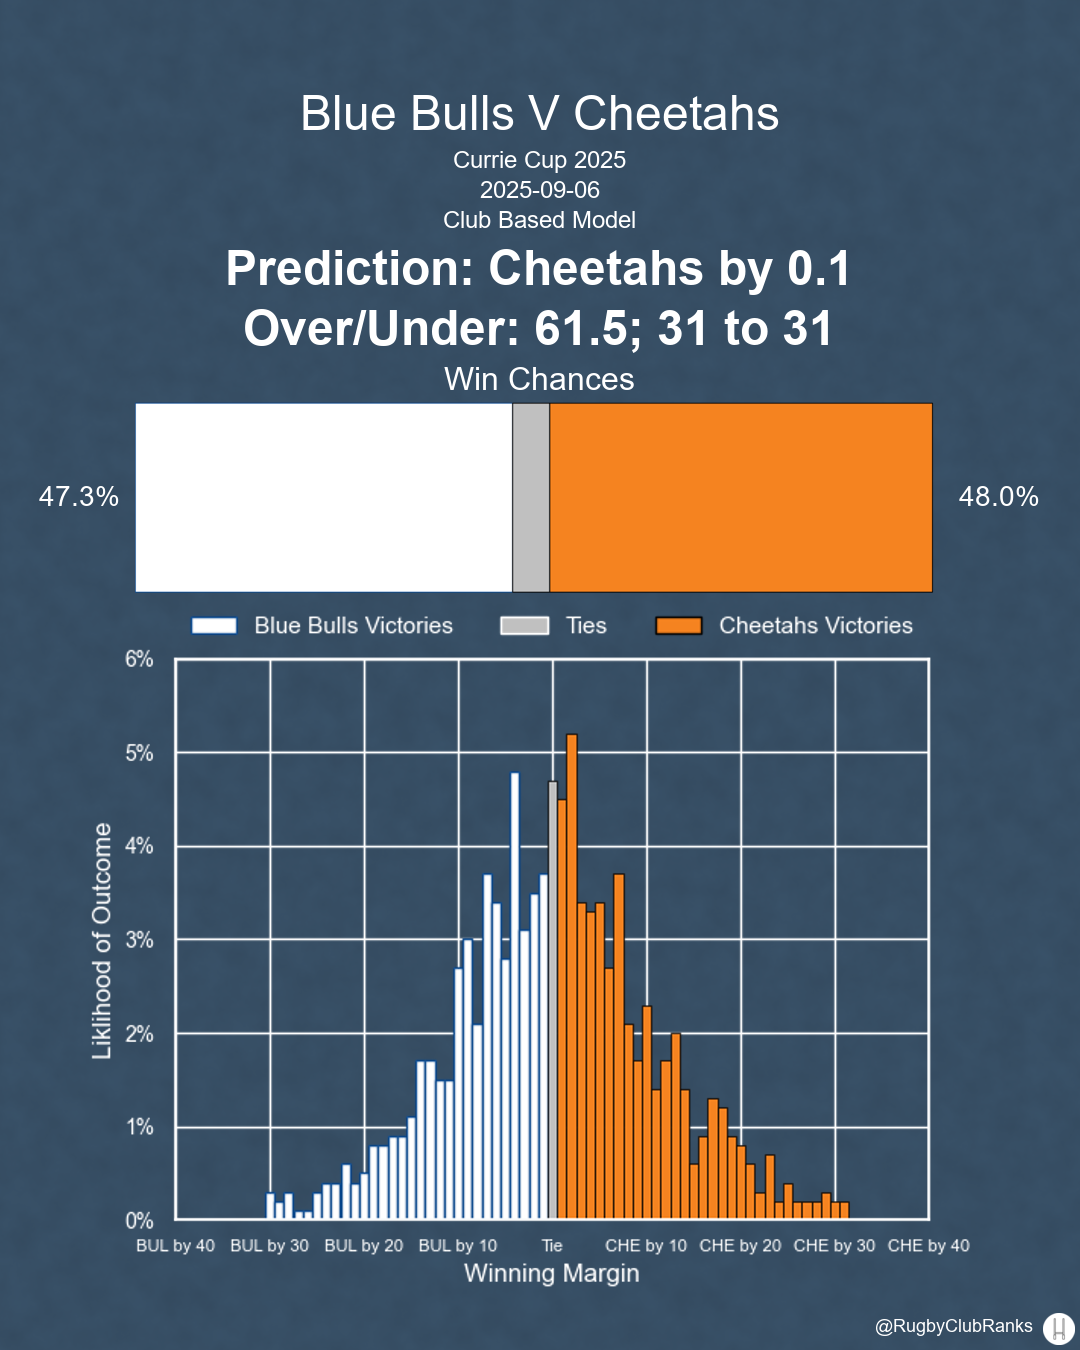 Blue Bulls V Cheetahs
Currie Cup 2025
2025-09-06
Club Based Model
Prediction: Cheetahs by 0.1
Over/Under: 61.5; 31 to 31
Win Chances
47.3%
48.0%
Blue Bulls Victories Ties Cheetahs Victories
6%
5%
4%
3%
2%
1%
0%
Liklihood of Outcome
BUL by 40 BUL by 30 BUL by 20 BUL by 10 Tie CHE by 10 CHE by 20 CHE by 30 CHE by 40
Winning Margin
@RugbyClubRanks